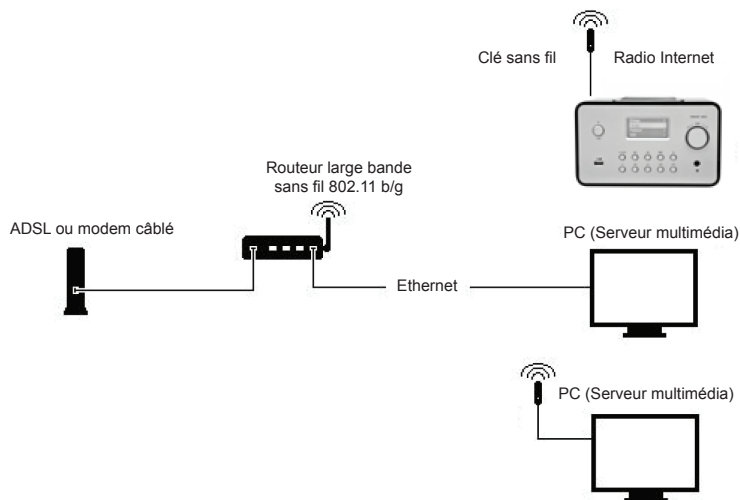 Clé sans fil
Radio Internet
Routeur large bande
sans fil 802.11 b/g
ADSL ou modem câblé
PC (Serveur multimédia)
Ethernet
PC (Serveur multimédia)